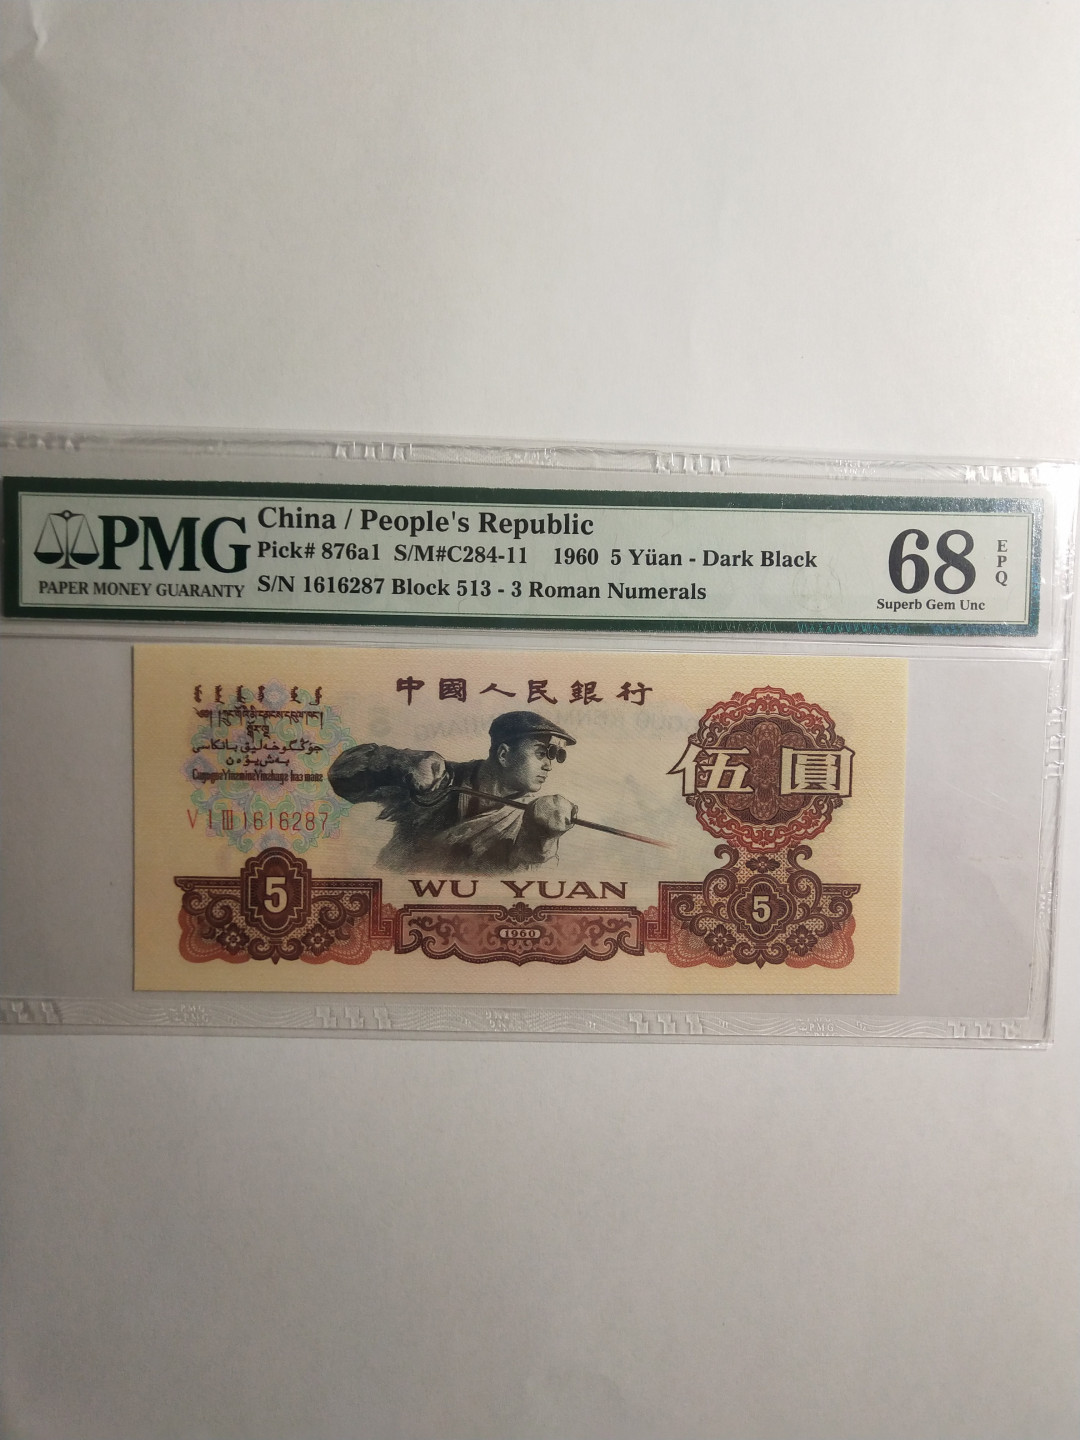 PMG
PAPER MONEY GUARANTY
China / People's Republic
Pick# 876a1 S/M#C284-11 1960 5 Yüan - Dark Black
S/N 1616287 Block 513 - 3 Roman Numerals
68
EPQ
Superb Gem Unc
中國人民銀行
伍圓
V I III 1616287
5
WU YUAN
1960
5